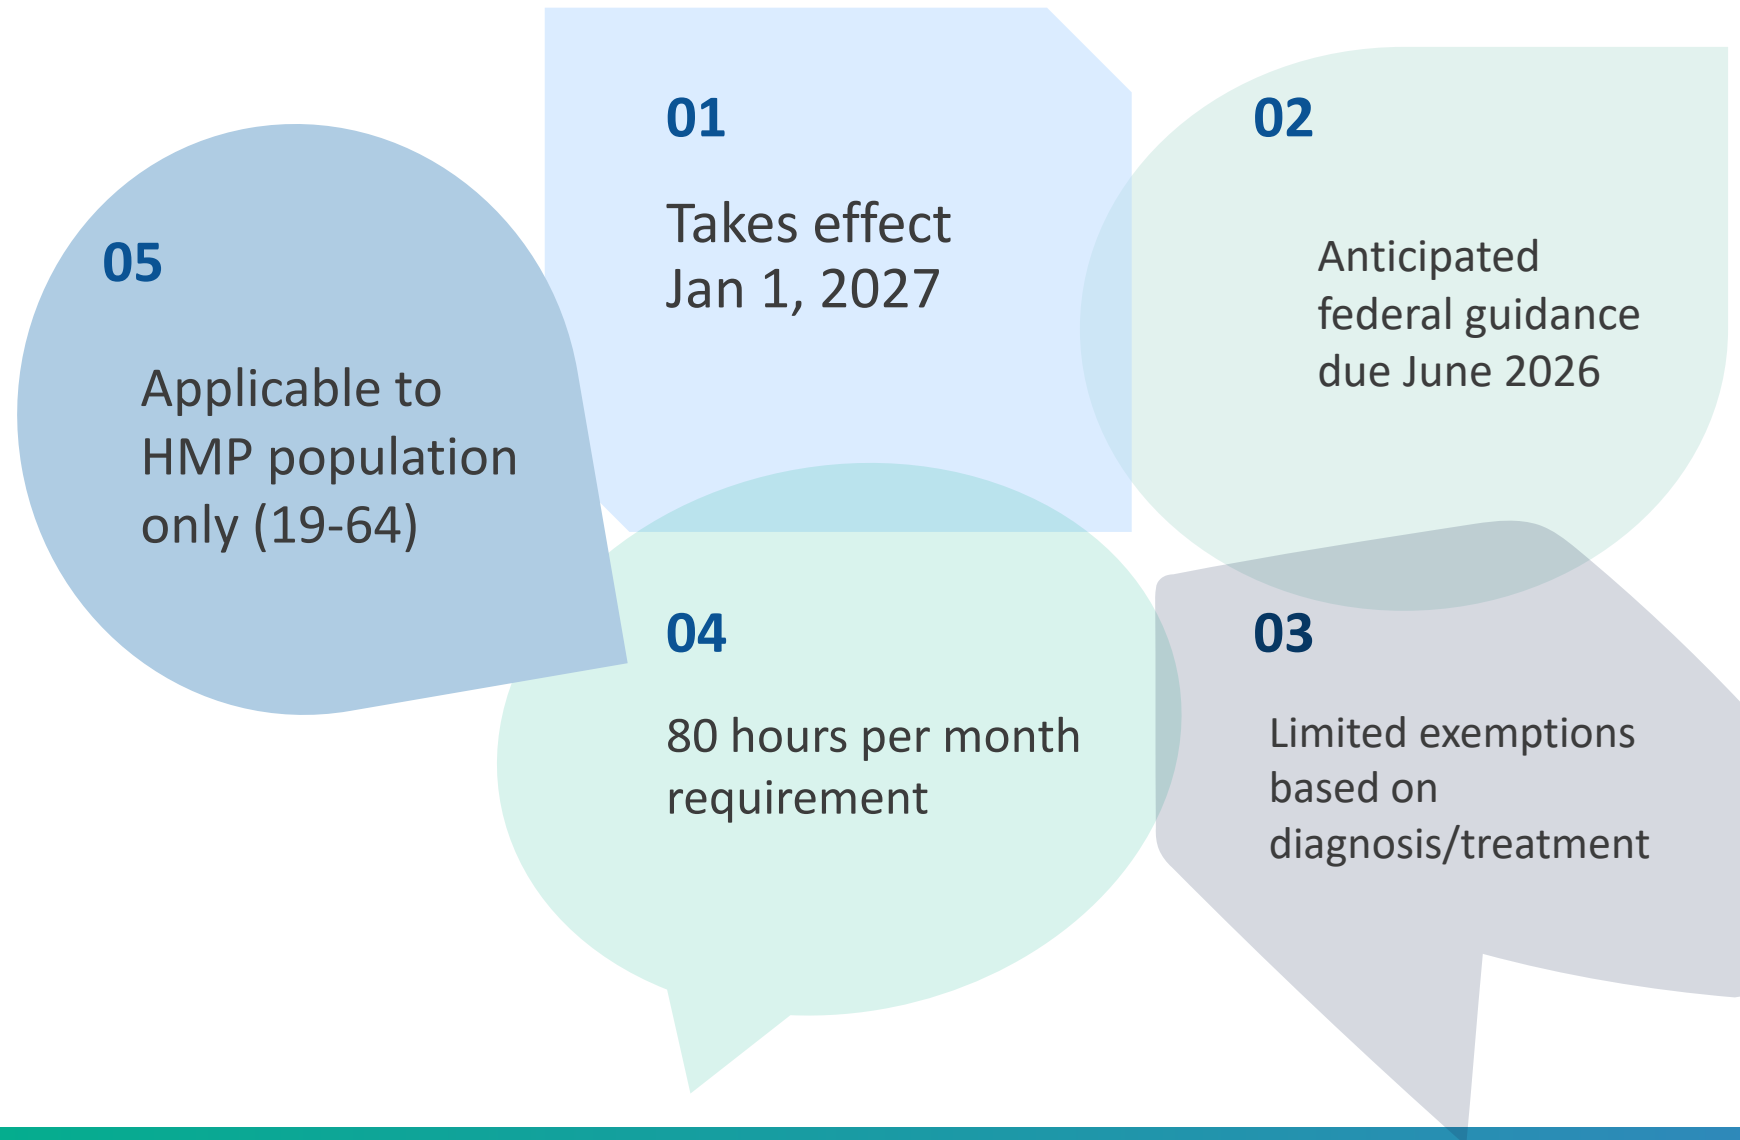 01
Takes effect
Jan 1, 2027
02
Anticipated
federal guidance
due June 2026
03
Limited exemptions
based on
diagnosis/treatment
04
80 hours per month
requirement
05
Applicable to
HMP population
only (19-64)